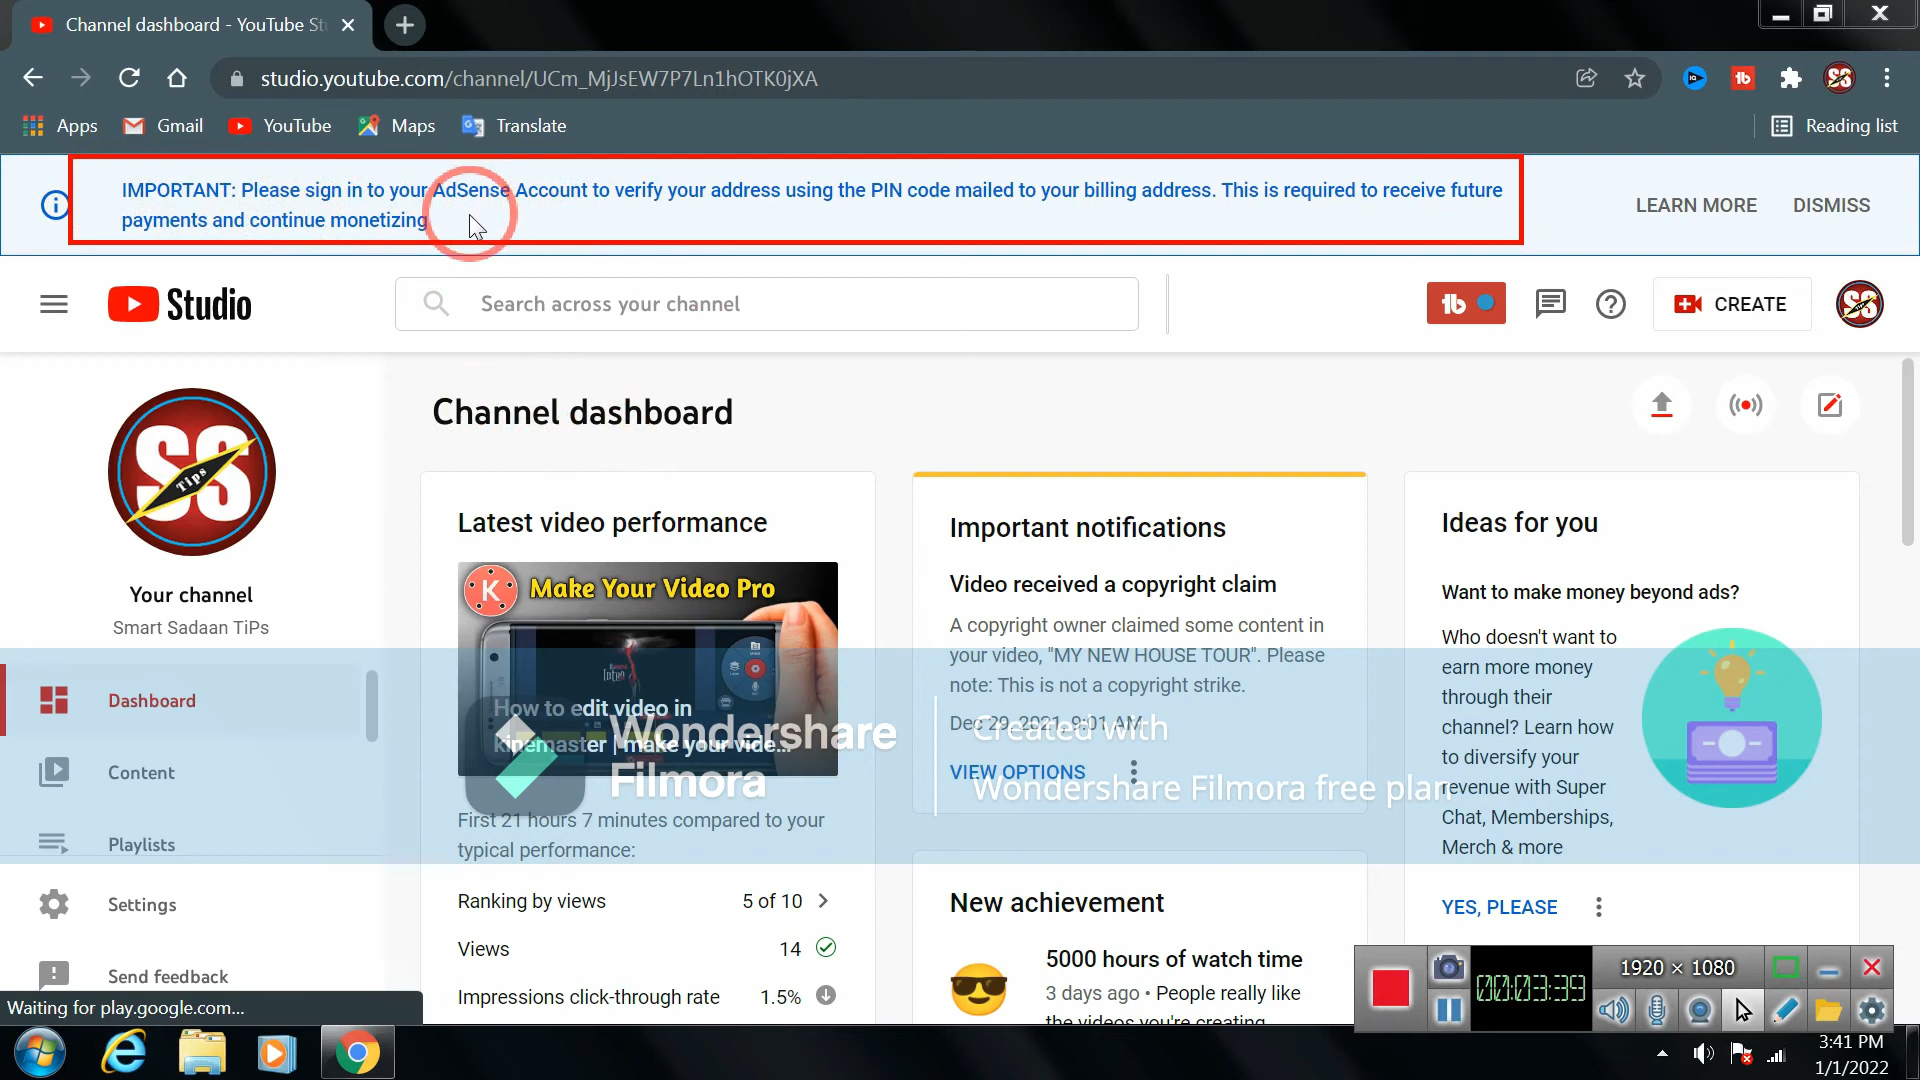 Channel dashboard - YouTube St
studio.youtube.com/channel/UCm_MjJsEW7P7Ln1hOTK0jXA
Apps
Gmail
YouTube
Maps
Translate
Reading list
IMPORTANT: Please sign in to your AdSense Account to verify your address using the PIN code mailed to your billing address. This is required to receive future
payments and continue monetizing
LEARN MORE
DISMISS
Studio
Search across your channel
CREATE
Channel dashboard
SS
Tips
Your channel
Smart Sadaan TiPs
Dashboard
Content
Playlists
Settings
Send feedback
Waiting for play.google.com...
Latest video performance
K
Make Your Video Pro
How to edit video in
kinemaster | make your vide...
First 21 hours 7 minutes compared to your
typical performance:
Ranking by views
5 of 10
Views
14
Impressions click-through rate
1.5%
Important notifications
Video received a copyright claim
A copyright owner claimed some content in
your video, "MY NEW HOUSE TOUR". Please
note: This is not a copyright strike.
Dec 29, 2021, 9:01 AM
VIEW OPTIONS
New achievement
5000 hours of watch time
3 days ago • People really like
the videos you're creating
Ideas for you
Want to make money beyond ads?
Who doesn't want to
earn more money
through their
channel? Learn how
to diversify your
revenue with Super
Chat, Memberships,
Merch & more
YES, PLEASE
Wondershare
Filmora
Created with
Wondershare Filmora free plan
00:03:39
1920 × 1080
3:41 PM
1/1/2022